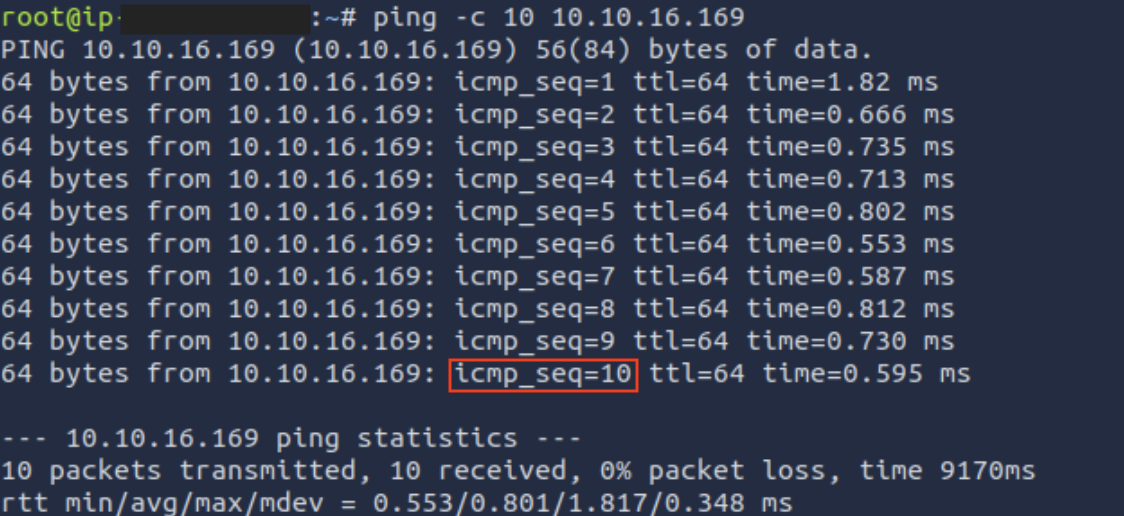 root@ip- :~# ping -c 10 10.10.16.169
PING 10.10.16.169 (10.10.16.169) 56(84) bytes of data.
64 bytes from 10.10.16.169: icmp_seq=1 ttl=64 time=1.82 ms
64 bytes from 10.10.16.169: icmp_seq=2 ttl=64 time=0.666 ms
64 bytes from 10.10.16.169: icmp_seq=3 ttl=64 time=0.735 ms
64 bytes from 10.10.16.169: icmp_seq=4 ttl=64 time=0.713 ms
64 bytes from 10.10.16.169: icmp_seq=5 ttl=64 time=0.802 ms
64 bytes from 10.10.16.169: icmp_seq=6 ttl=64 time=0.553 ms
64 bytes from 10.10.16.169: icmp_seq=7 ttl=64 time=0.587 ms
64 bytes from 10.10.16.169: icmp_seq=8 ttl=64 time=0.812 ms
64 bytes from 10.10.16.169: icmp_seq=9 ttl=64 time=0.730 ms
64 bytes from 10.10.16.169: icmp_seq=10 ttl=64 time=0.595 ms
--- 10.10.16.169 ping statistics ---
10 packets transmitted, 10 received, 0% packet loss, time 9170ms
rtt min/avg/max/mdev = 0.553/0.801/1.817/0.348 ms